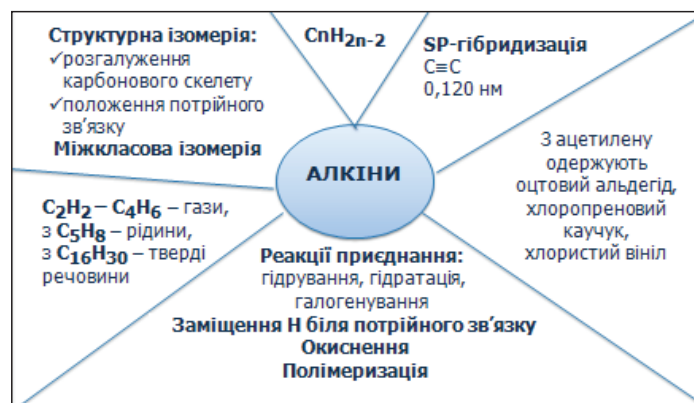 Структурна ізомерія:
✓розгалуження
карбонового скелету
✓положення потрійного
зв’язку
Міжкласова ізомерія
CnH2n-2
SP-гібридизація
C≡C
0,120 нм
АЛКІНИ
З ацетилену
одержують
оцтовий альдегід,
хлоропреновий
каучук,
хлористий вініл
C2H2 – C4H6 – гази,
з C5H8 – рідини,
з C16H30 – тверді
речовини
Реакції приєднання:
гідрування, гідратація,
галогенування
Заміщення Н біля потрійного зв’язку
Окиснення
Полімеризація